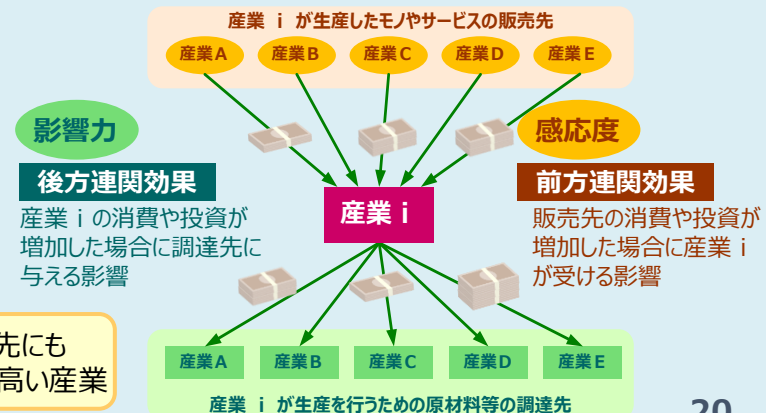 産業 i が生産したモノやサービスの販売先
産業A 産業B 産業C 産業D 産業E
影響力
後方連関効果
産業iの消費や投資が
増加した場合に調達先に
与える影響
産業i
感応度
前方連関効果
販売先の消費や投資が
増加した場合に産業i
が受ける影響
先にも
高い産業
産業A 産業B 産業C 産業D 産業E
産業 i が生産を行うための原材料等の調達先
20